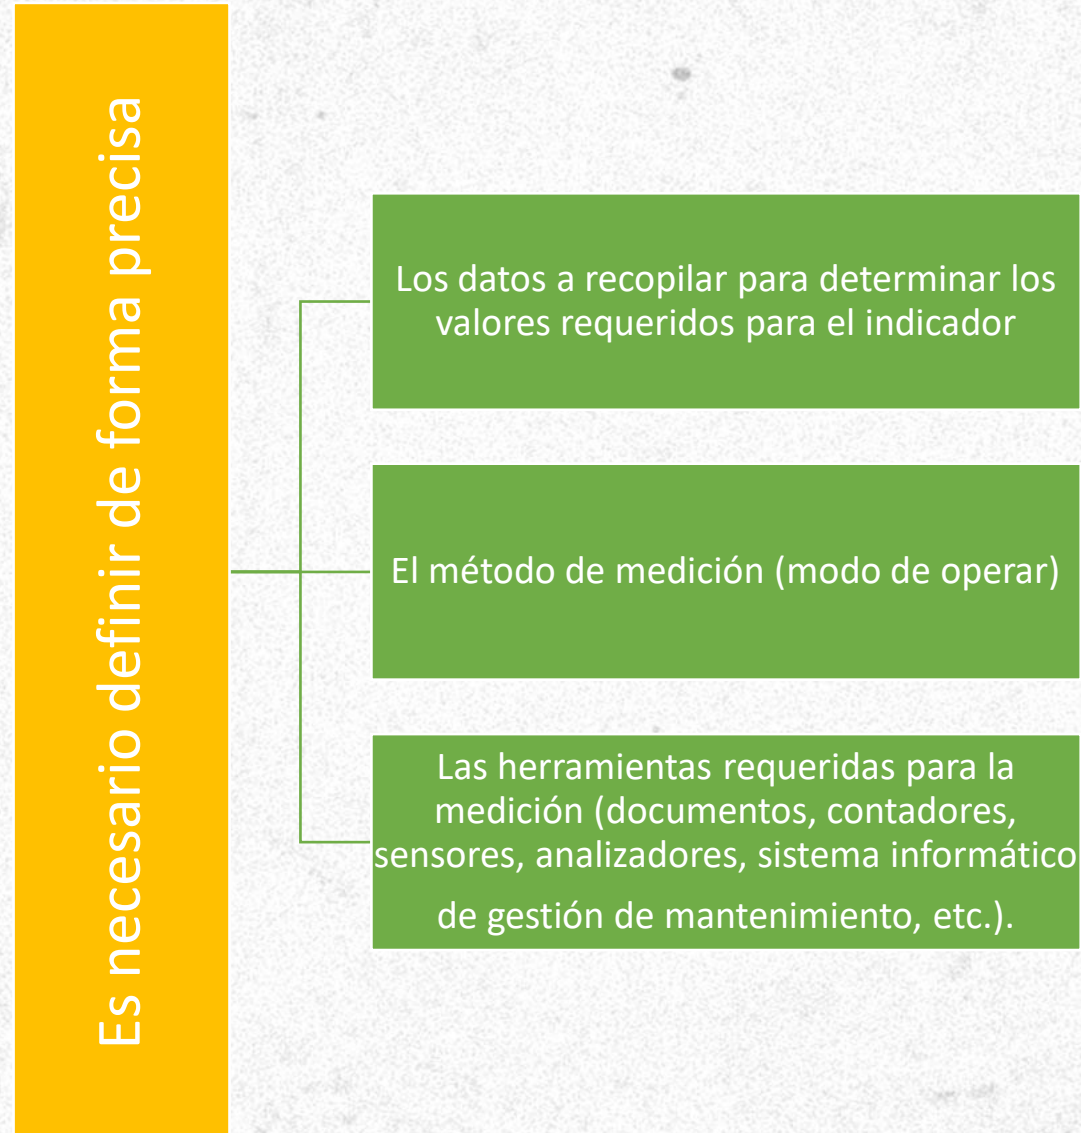 Es necesario definir de forma precisa
Los datos a recopilar para determinar los
valores requeridos para el indicador
El método de medición (modo de operar)
Las herramientas requeridas para la
medición (documentos, contadores,
sensores, analizadores, sistema informático
de gestión de mantenimiento, etc.).